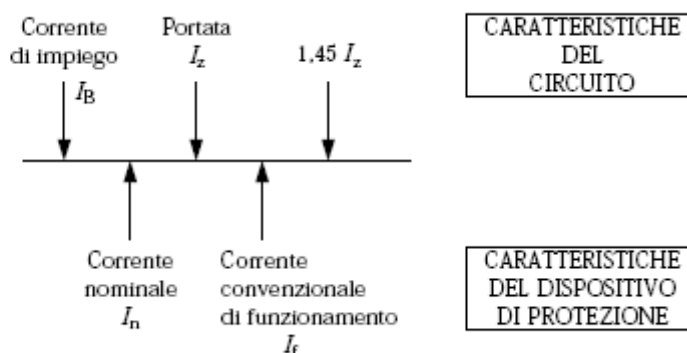 Corrente
di impiego
I_B
Portata
I_z
1,45 I_z
CARATTERISTICHE
DEL
CIRCUITO
Corrente
nominale
I_n
Corrente
convenzionale
di funzionamento
I_f
CARATTERISTICHE
DEL DISPOSITIVO
DI PROTEZIONE